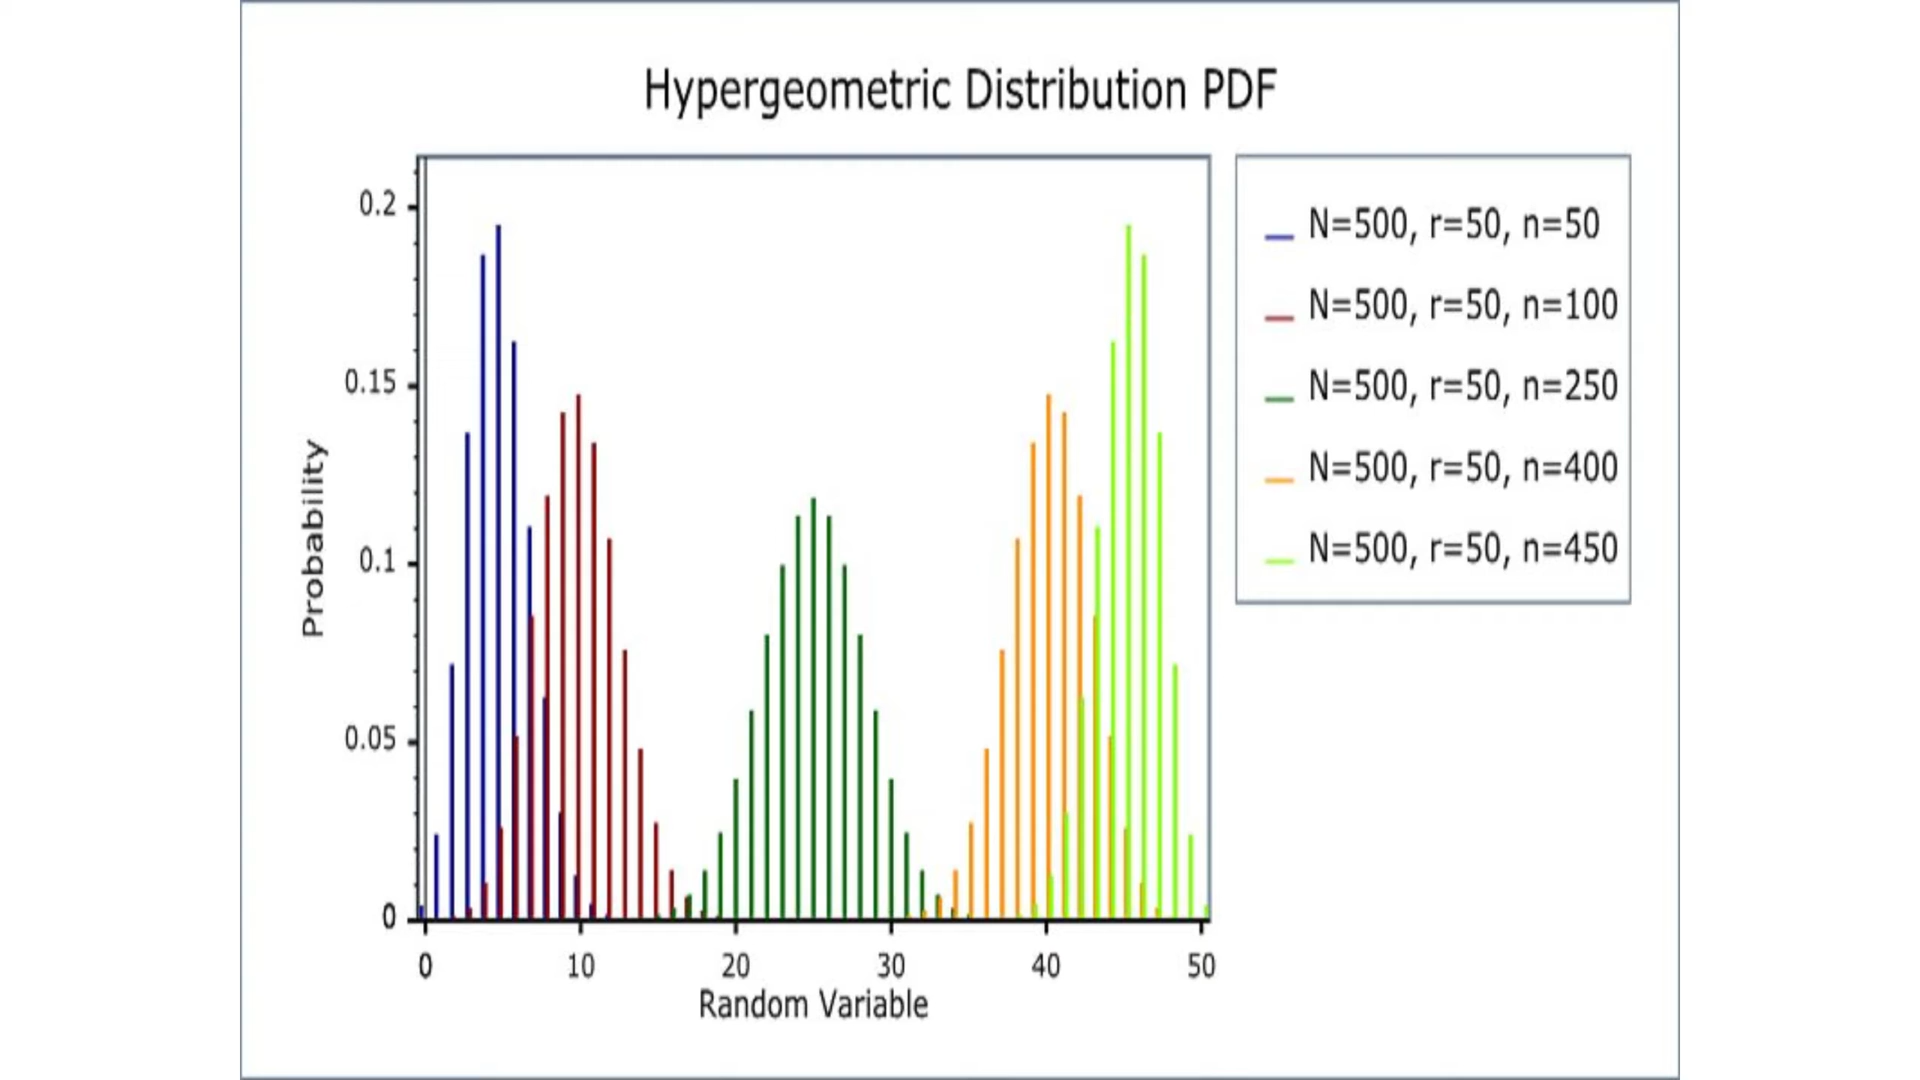 Hypergeometric Distribution PDF
0.2
0.15
0.1
0.05
0
Probability
0 10 20 30 40 50
Random Variable
N=500, r=50, n=50
N=500, r=50, n=100
N=500, r=50, n=250
N=500, r=50, n=400
N=500, r=50, n=450